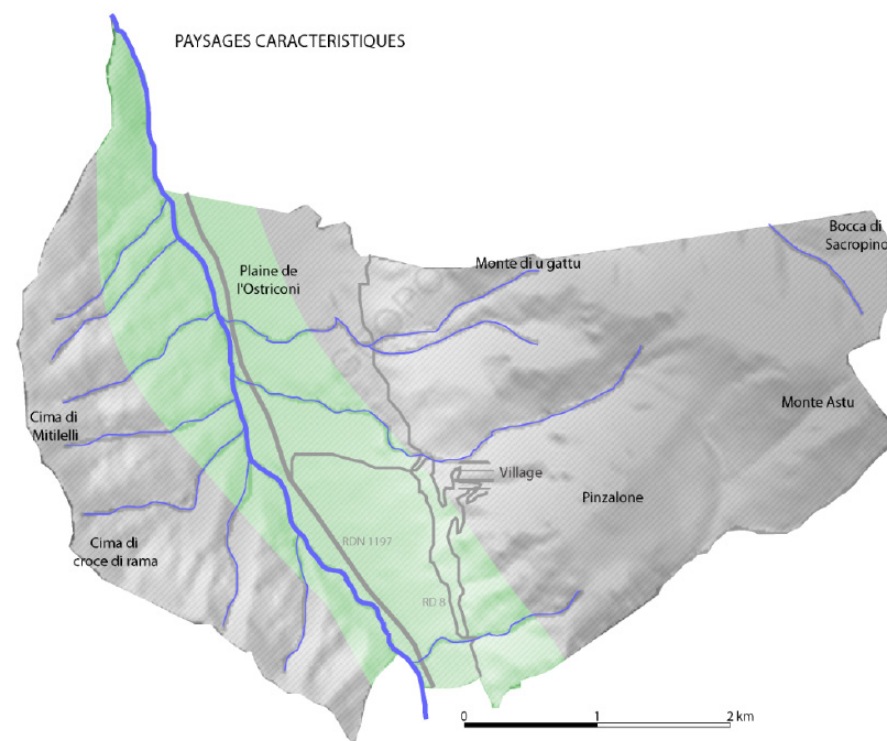 PAYSAGES CARACTERISTIQUES
Bocca di
Sacropino
Monte di u gattu
Plaine de
l'Ostriconi
Monte Astu
Cima di
Mitilelli
Village
Pinzalone
RDN 1197
Cima di
croce di rama
RD 8
0
1
2 km